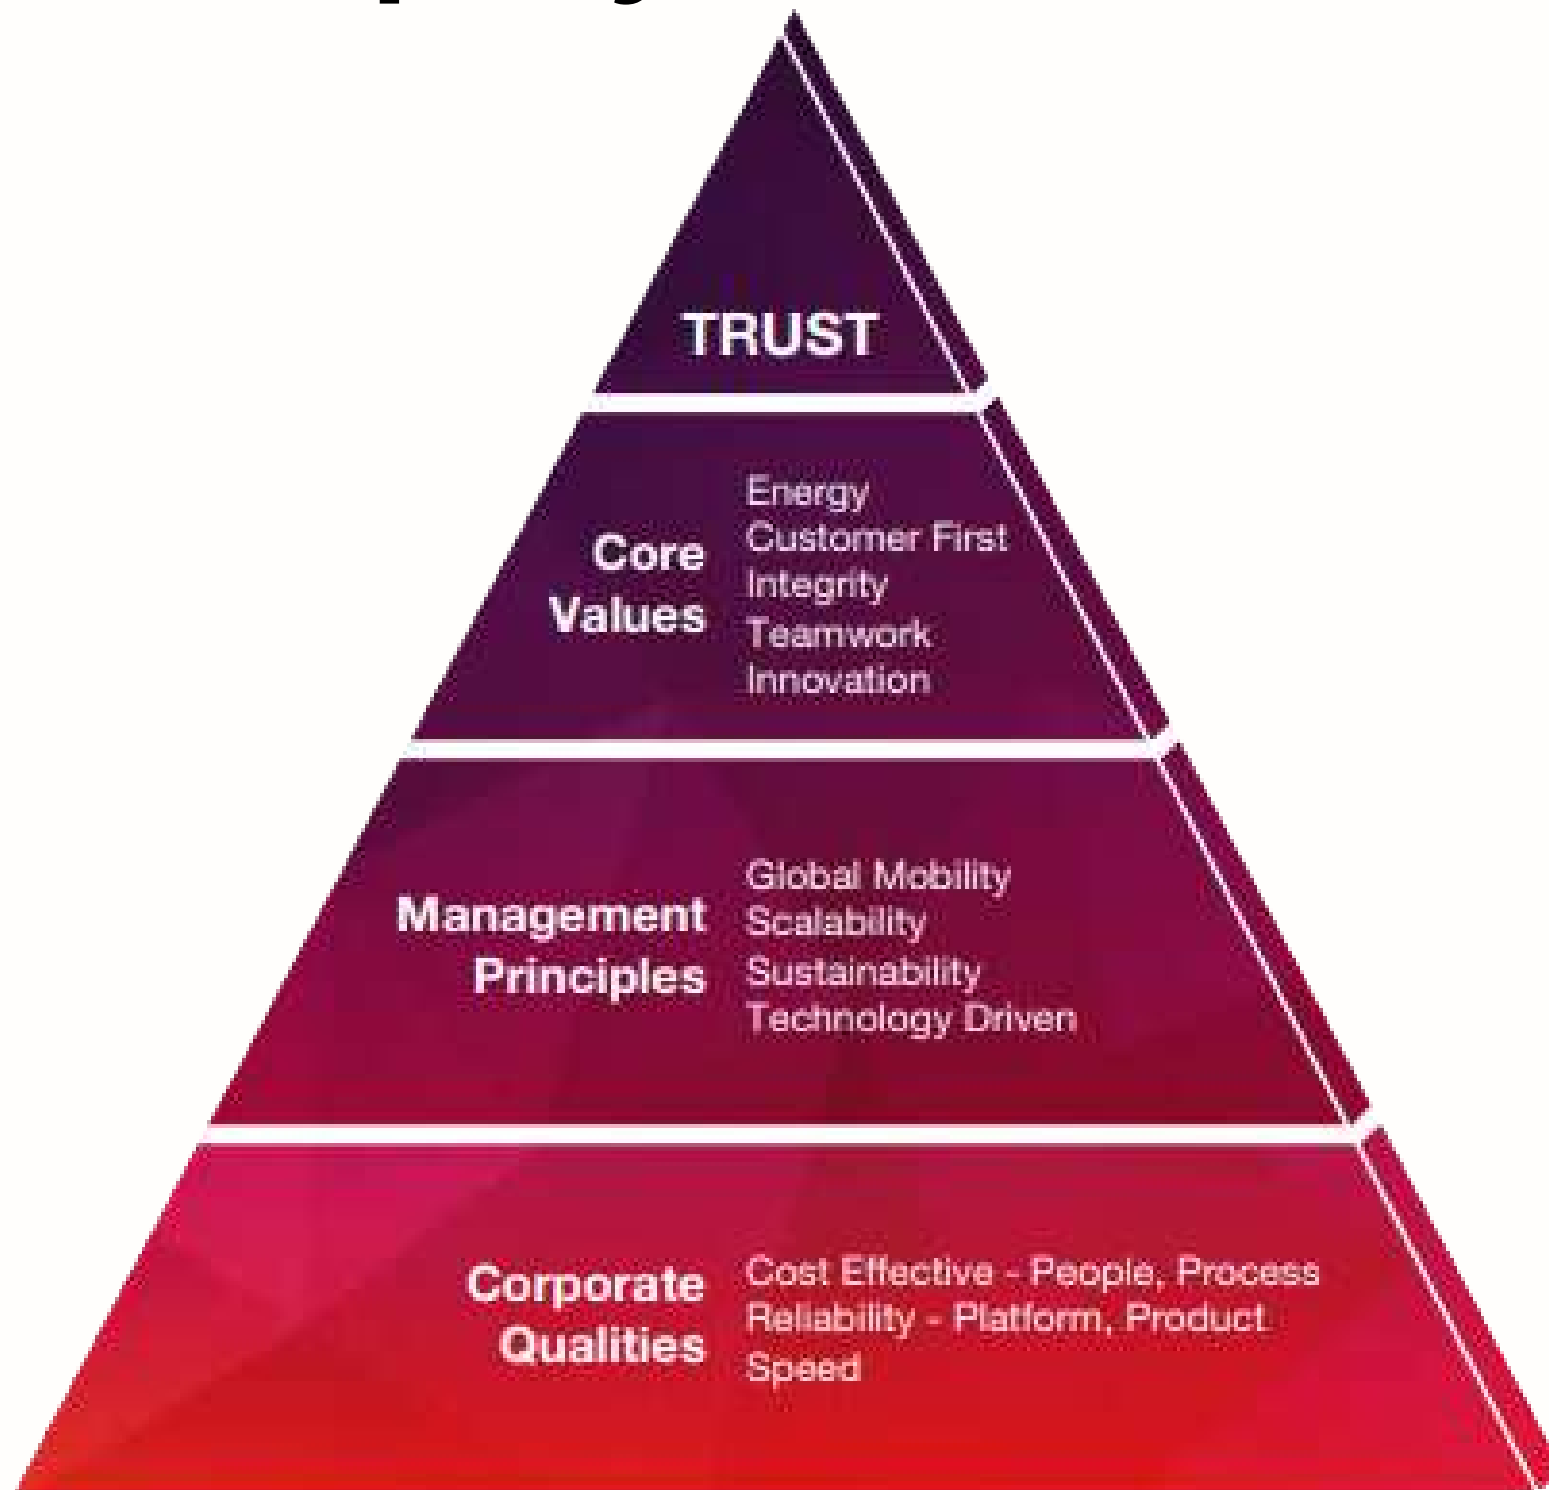 TRUST
Core
Values
Energy
Customer First
Integrity
Teamwork
Innovation
Management
Principles
Global Mobility
Scalability
Sustainability
Technology Driven
Corporate
Qualities
Cost Effective - People, Process
Reliability - Platform, Product
Speed